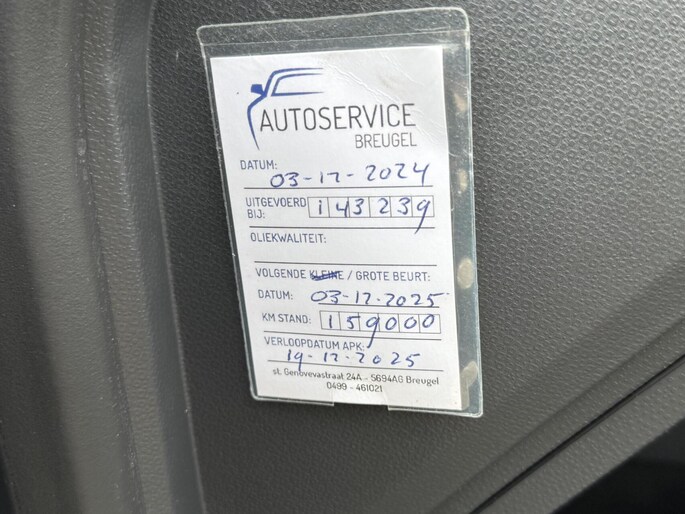 AUTOSERVICE
BREUGEL
DATUM: 03-12-2024
UITGEVOERD BIJ: 143239
OLIEKWALITEIT:
VOLGENDE KLEINE / GROTE BEURT:
DATUM: 03-12-2025
KM STAND: 159000
VERLOOPDATUM APK:
19-12-2025
st. Genovevastraat 24A - 5694AG Breugel
0499 - 461021